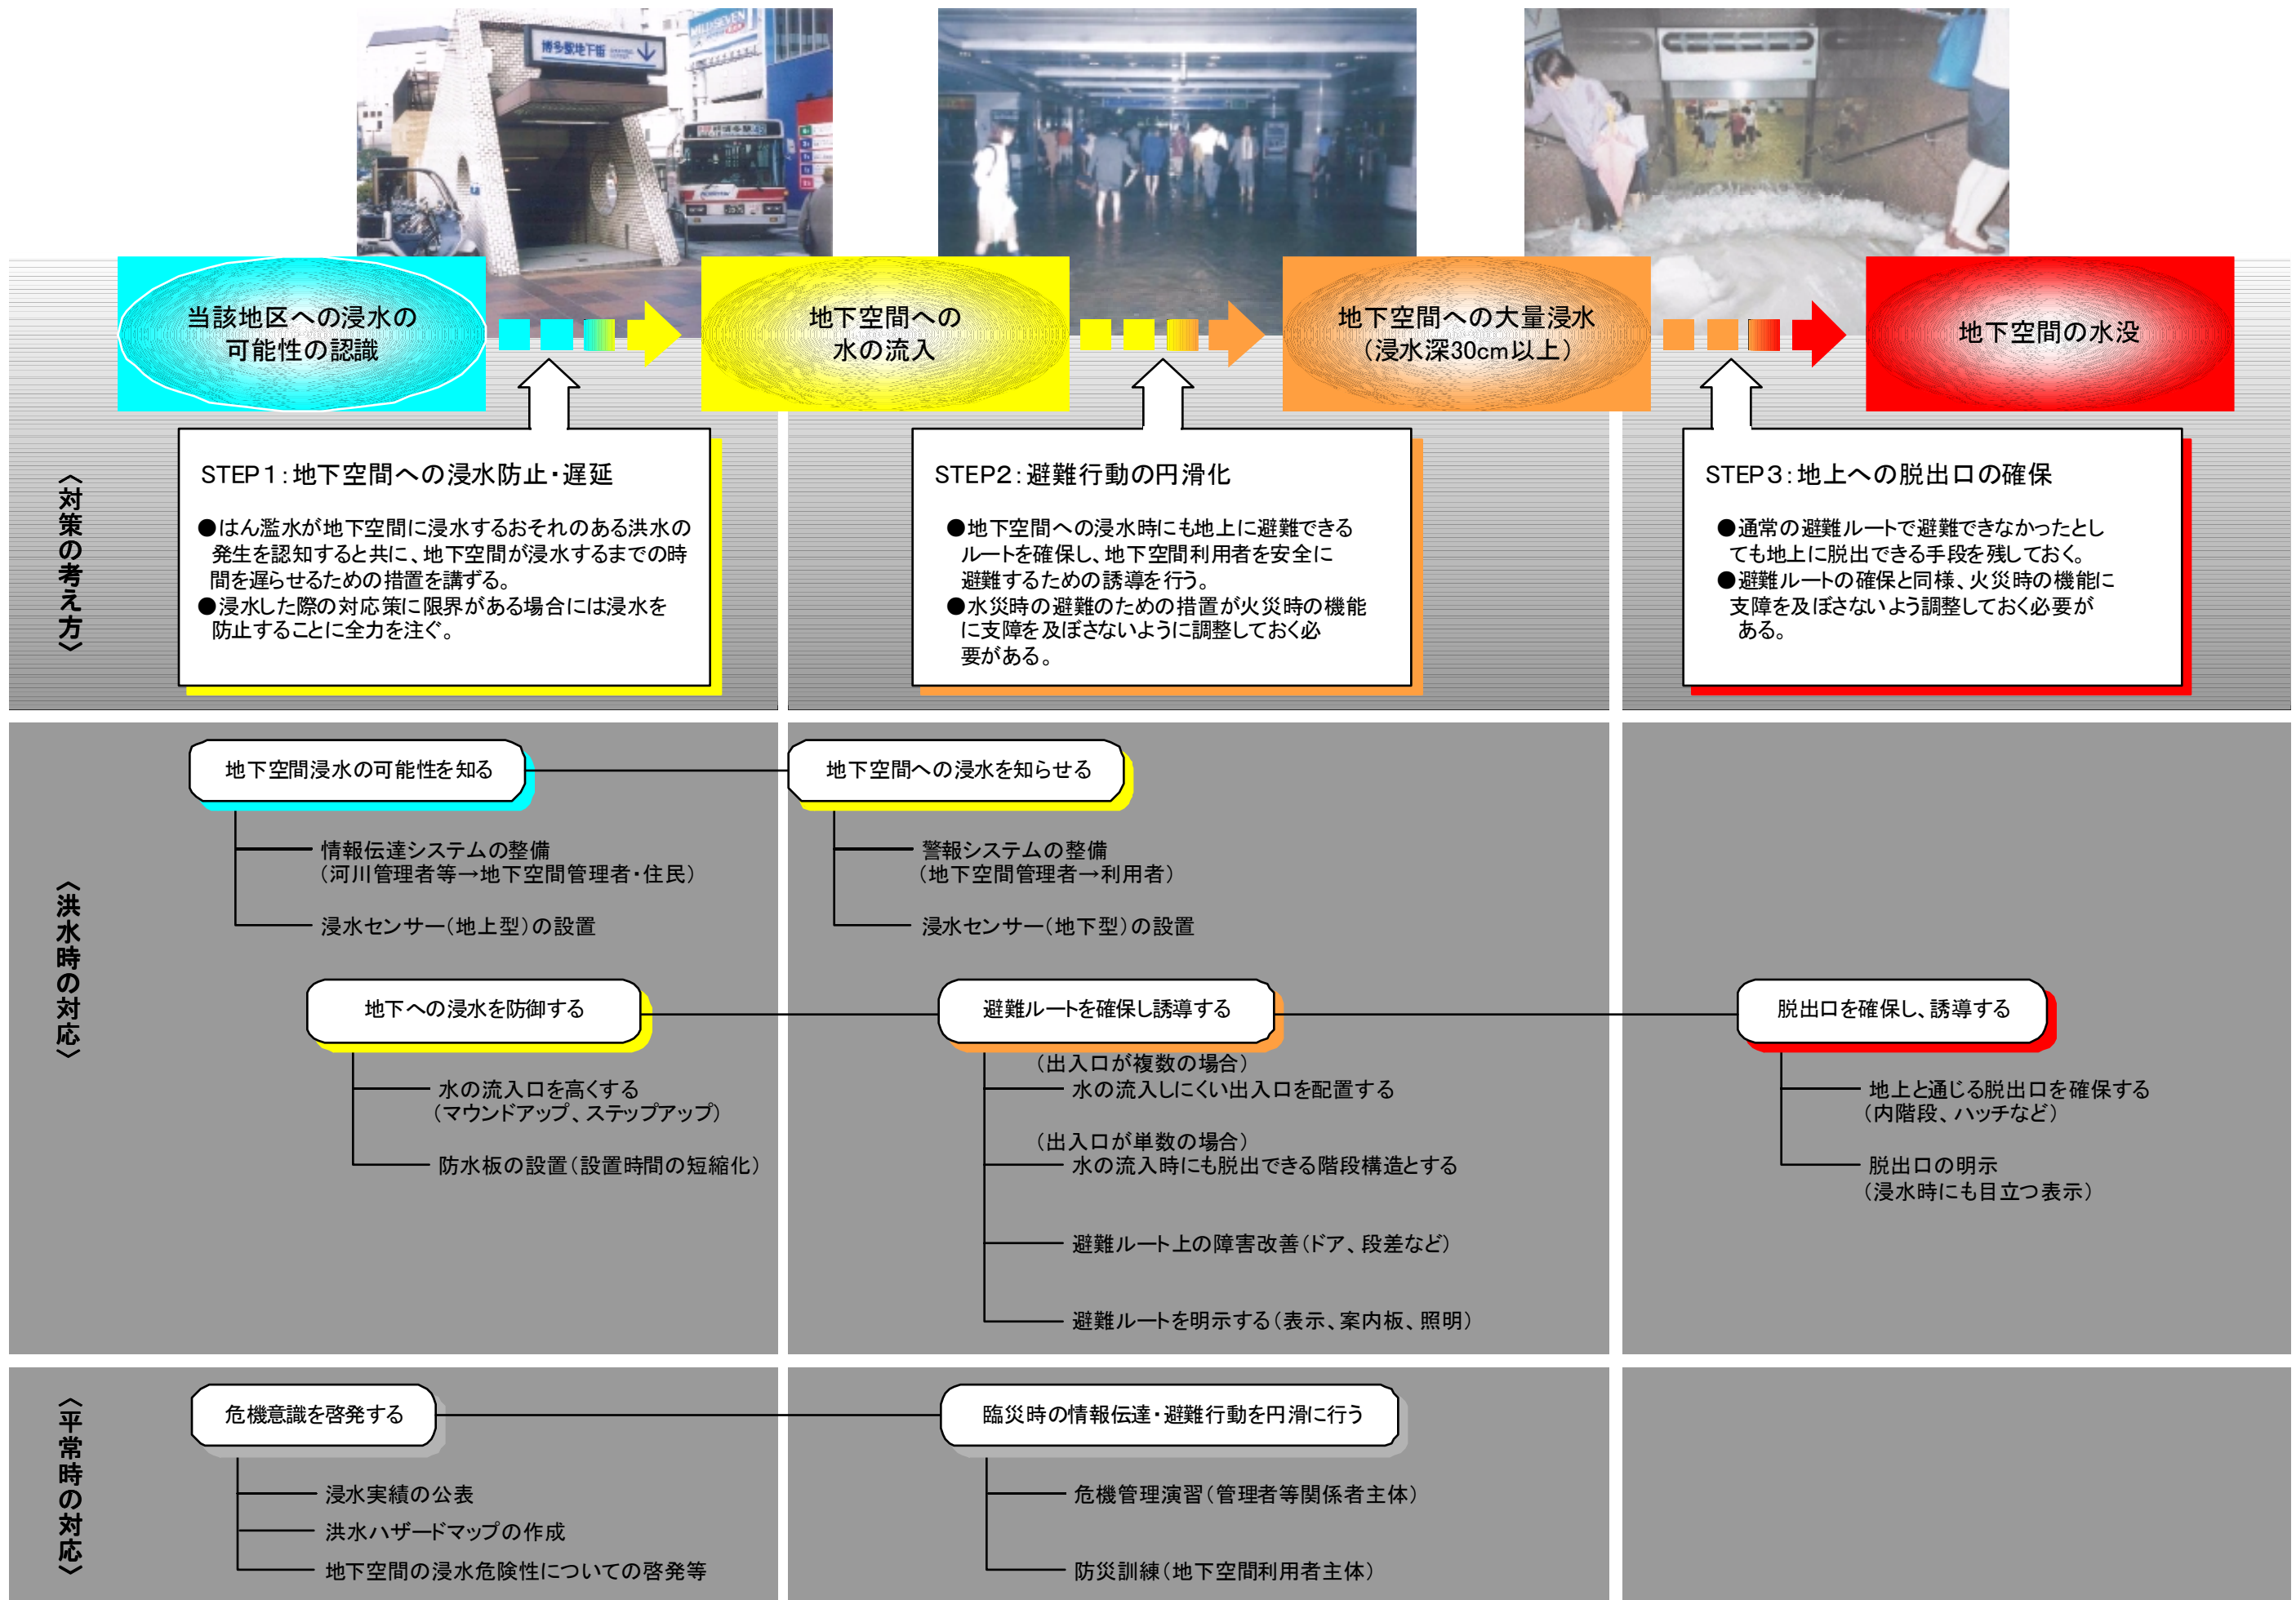 博多駅地下街
当該地区への浸水の
可能性の認識
地下空間への
水の流入
地下空間への大量浸水
（浸水深30cm以上）
地下空間の水没
〈対策の考え方〉
STEP1：地下空間への浸水防止・遅延
●はん濫水が地下空間に浸水するおそれのある洪水の
発生を認知すると共に、地下空間が浸水するまでの時
間を遅らせるための措置を講ずる。
●浸水した際の対応策に限界がある場合には浸水を
防止することに全力を注ぐ。
STEP2：避難行動の円滑化
●地下空間への浸水時にも地上に避難できる
ルートを確保し、地下空間利用者を安全に
避難するための誘導を行う。
●水災時の避難のための措置が火災時の機能
に支障を及ぼさないように調整しておく必
要がある。
STEP3：地上への脱出口の確保
●通常の避難ルートで避難できなかったとし
ても地上に脱出できる手段を残しておく。
●避難ルートの確保と同様、火災時の機能に
支障を及ぼさないよう調整しておく必要が
ある。
〈洪水時の対応〉
地下空間浸水の可能性を知る
情報伝達システムの整備
（河川管理者等→地下空間管理者・住民）
浸水センサー（地上型）の設置
地下空間への浸水を知らせる
警報システムの整備
（地下空間管理者→利用者）
浸水センサー（地下型）の設置
地下への浸水を防御する
水の流入口を高くする
（マウンドアップ、ステップアップ）
防水板の設置（設置時間の短縮化）
避難ルートを確保し誘導する
（出入口が複数の場合）
水の流入しにくい出入口を配置する
（出入口が単数の場合）
水の流入時にも脱出できる階段構造とする
避難ルート上の障害改善（ドア、段差など）
避難ルートを明示する（表示、案内板、照明）
脱出口を確保し、誘導する
地上と通じる脱出口を確保する
（内階段、ハッチなど）
脱出口の明示
（浸水時にも目立つ表示）
〈平常時の対応〉
危機意識を啓発する
浸水実績の公表
洪水ハザードマップの作成
地下空間の浸水危険性についての啓発等
臨災時の情報伝達・避難行動を円滑に行う
危機管理演習（管理者等関係者主体）
防災訓練（地下空間利用者主体）